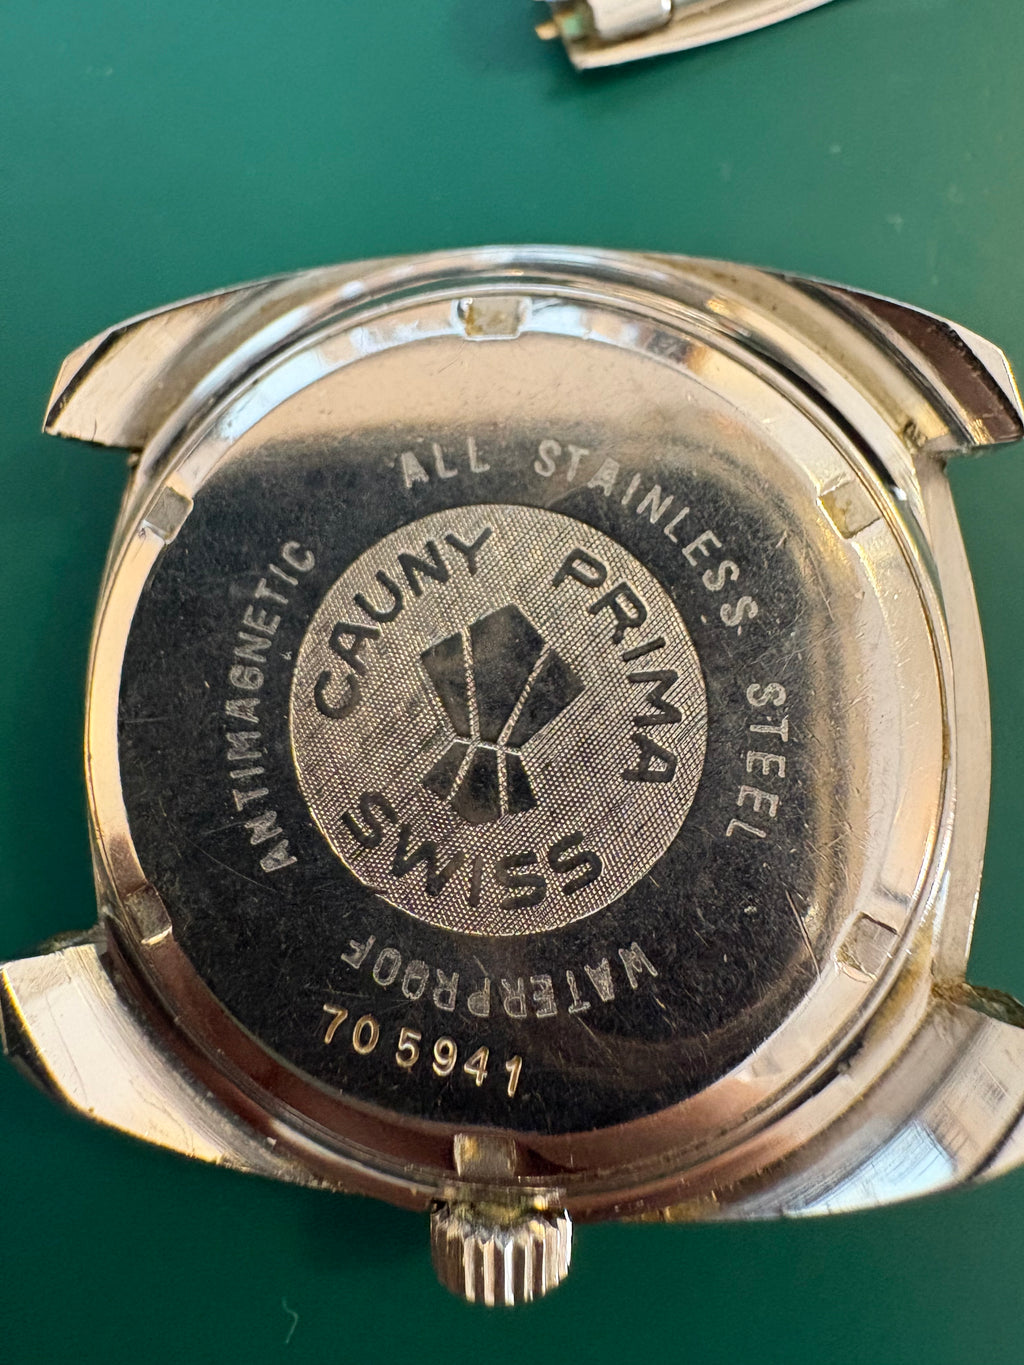 ALL STAINLESS STEEL
WATERPROOF
ANTIMAGNETIC
CAUNY PRIMA
SWISS
705941